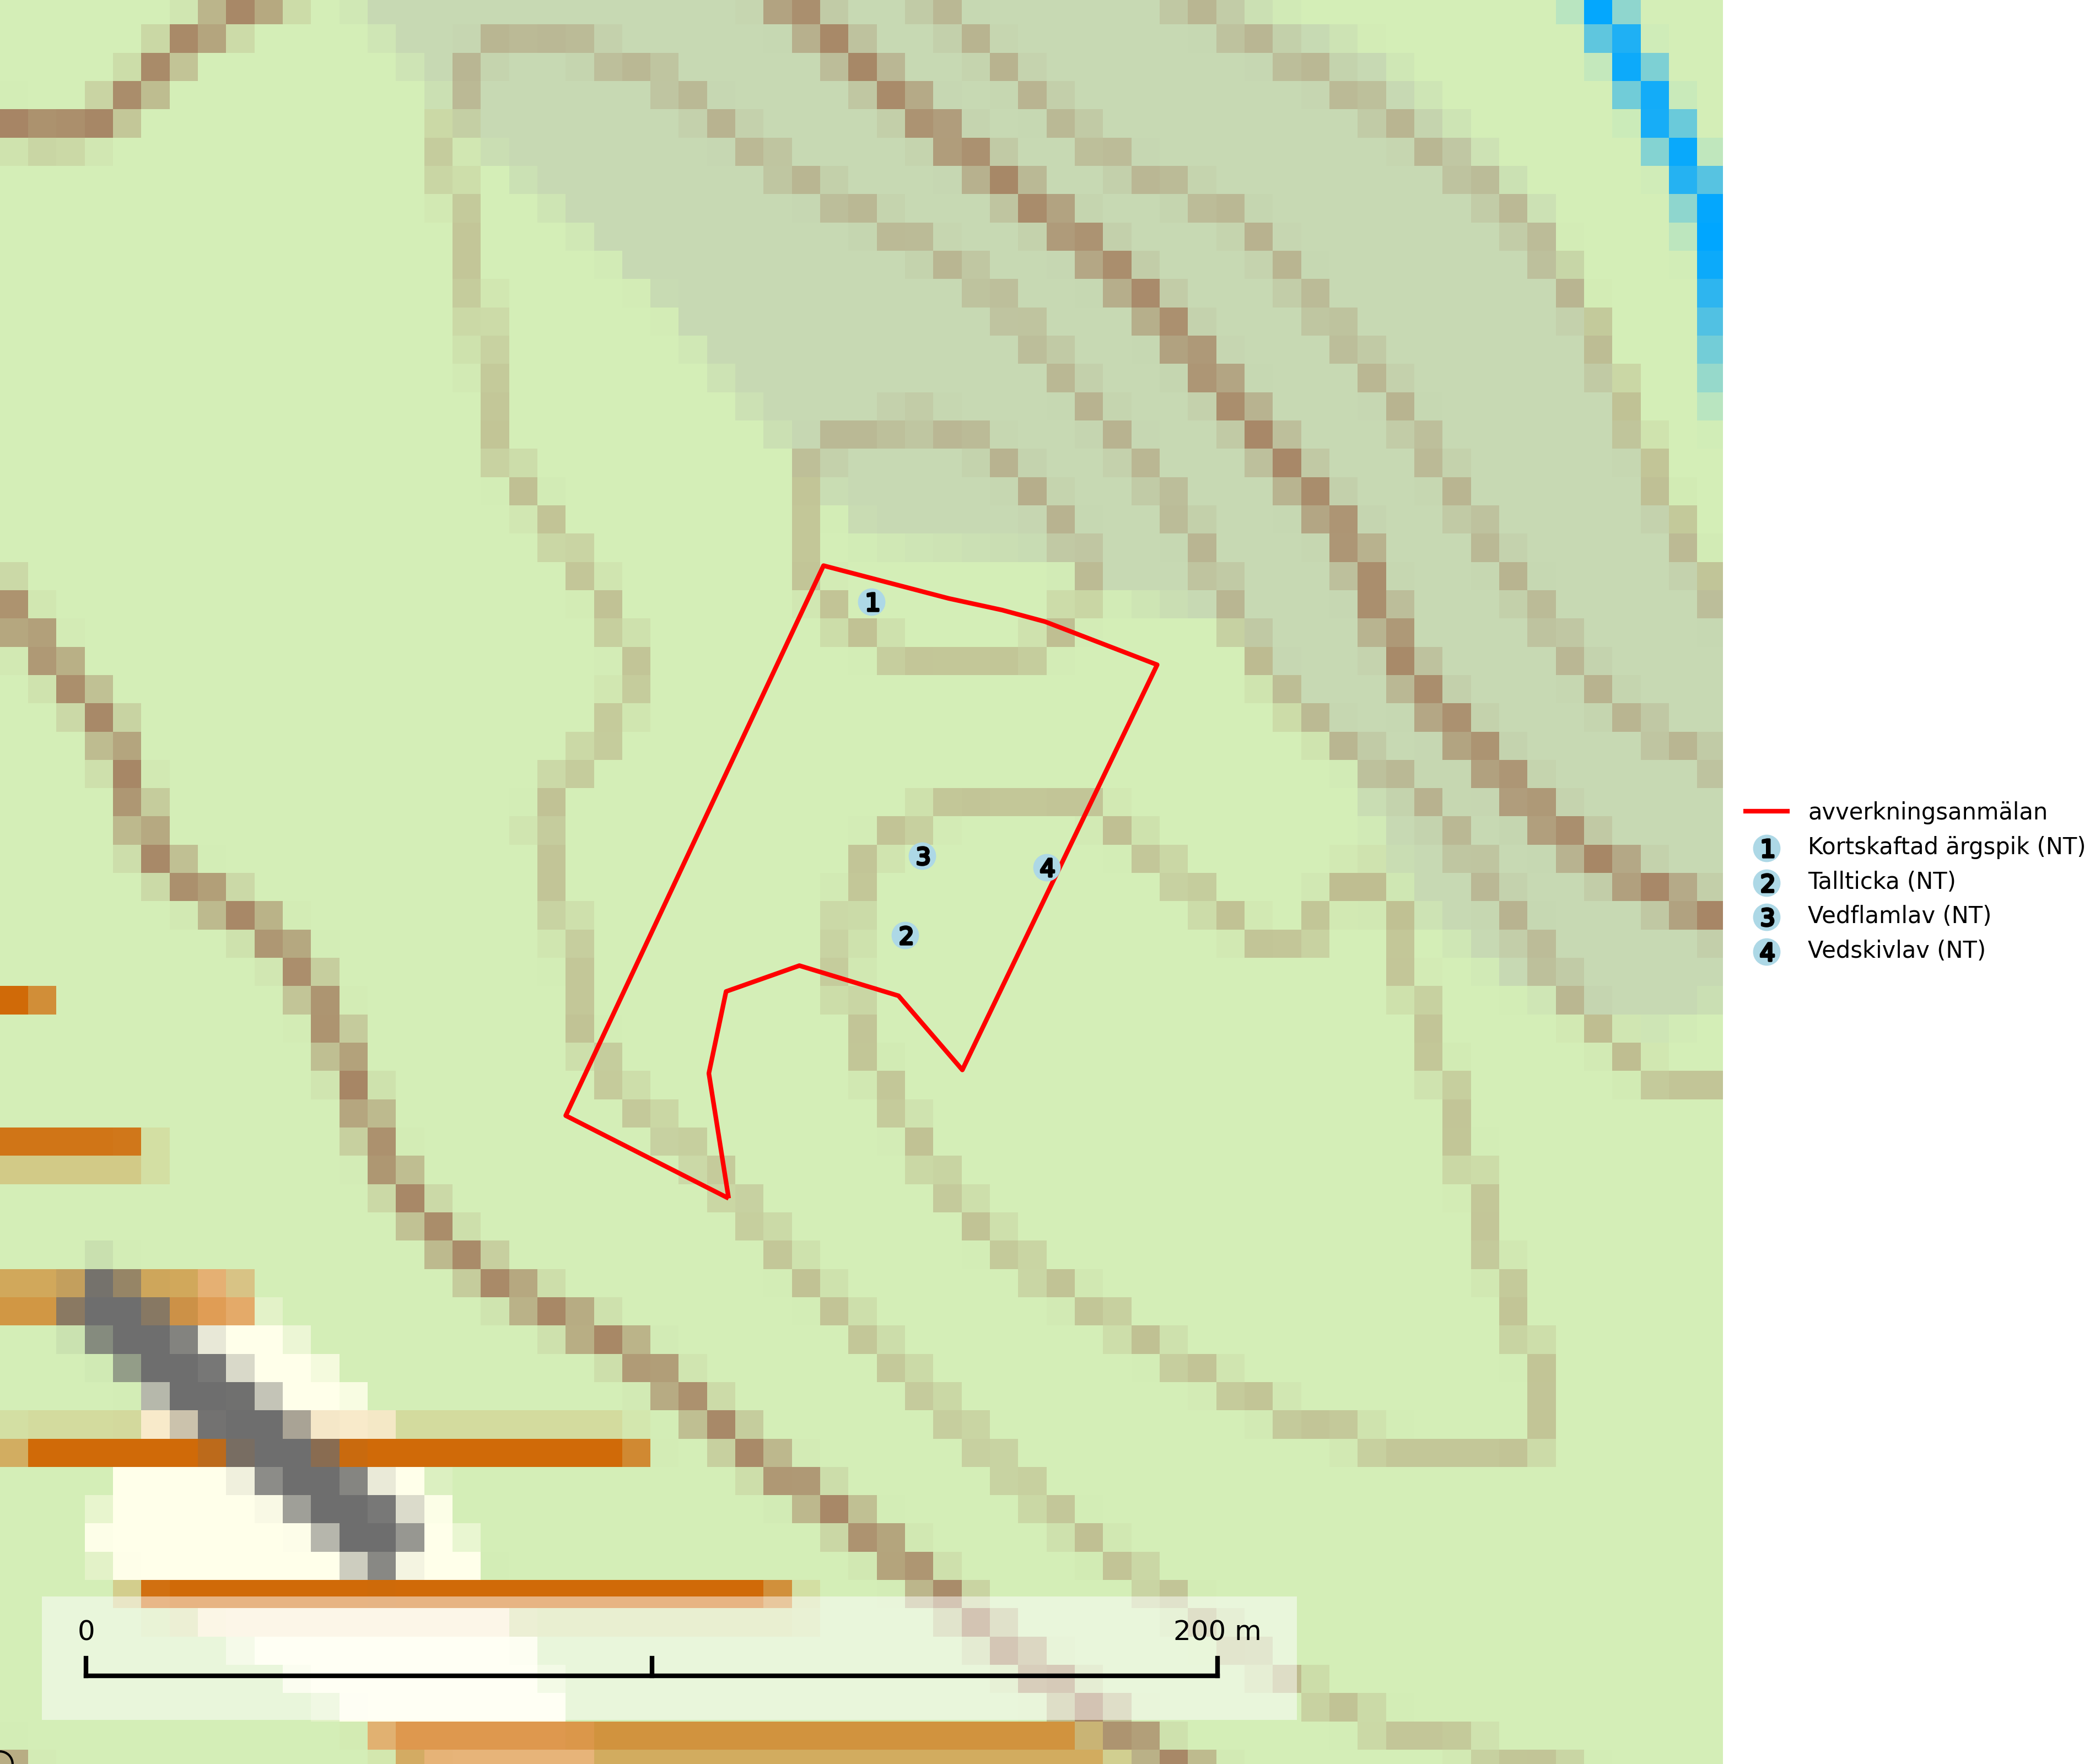 1
3
4
2
avverkningsanmälan
1 Kortskaftad ärgspik (NT)
2 Tallticka (NT)
3 Vedflamlav (NT)
4 Vedskivlav (NT)
0 200 m